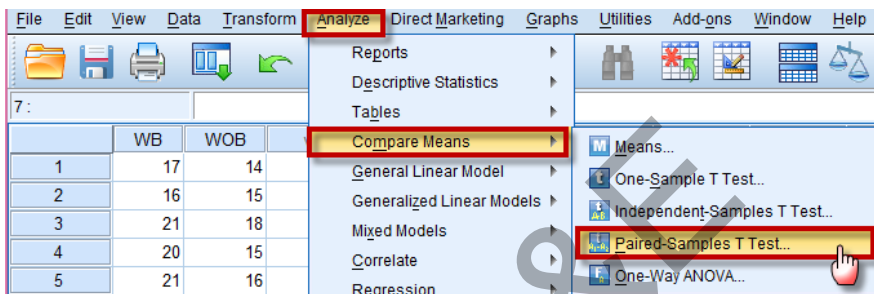 File Edit View Data Transform Analyze Direct Marketing Graphs Utilities Add-ons Window Help
Reports
Descriptive Statistics
7 :
Tables
WB WOB
Compare Means
Means...
1 17 14
General Linear Model
One-Sample T Test...
2 16 15
Generalized Linear Models
Independent-Samples T Test...
3 21 18
Mixed Models
Paired-Samples T Test...
4 20 15
Correlate
One-Way ANOVA...
5 21 16
Regression